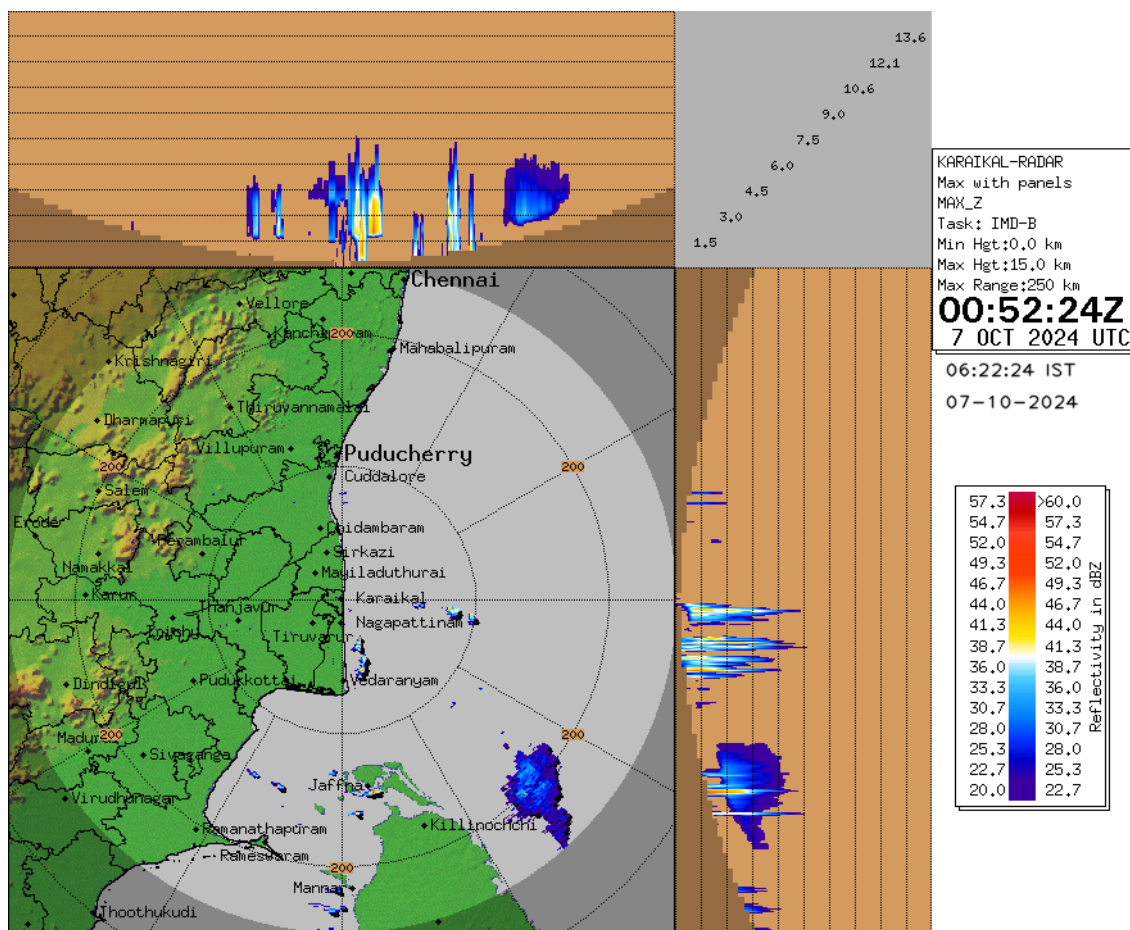 13.6
12.1
10.6
9.0
7.5
6.0
4.5
3.0
1.5
KARAIKAL-RADAR
Max with panels
MAX_Z
Task: IMD-B
Min Hgt:0.0 km
Max Hgt:15.0 km
Max Range:250 km
00:52:24Z
7 OCT 2024 UTC
06:22:24 IST
07-10-2024
Chennai
Vellore
200
Mahabalipuram
Krishnagiri
Thiruvannamalai
Dharmapuri
Villupuram
Puducherry
200
200
Cuddalore
Salem
Erode
Chidambaram
Perambalur
Sirkazi
Namakkal
Mayiladuthurai
Karur
Karaikal
Thanjavur
Nagapattinam
Tiruvarur
Dindigul
Pudukkottai
Vedaranyam
200
200
Sivaganga
Jaffna
Virudhunagar
Ramanathapuram
Killinochchi
Rameswaram
200
Mannar
Thoothukudi
57.3 >60.0
54.7 57.3
52.0 54.7
49.3 52.0
46.7 49.3
44.0 46.7
41.3 44.0
38.7 41.3
36.0 38.7
33.3 36.0
30.7 33.3
28.0 30.7
25.3 28.0
22.7 25.3
20.0 22.7
Reflectivity in dBZ